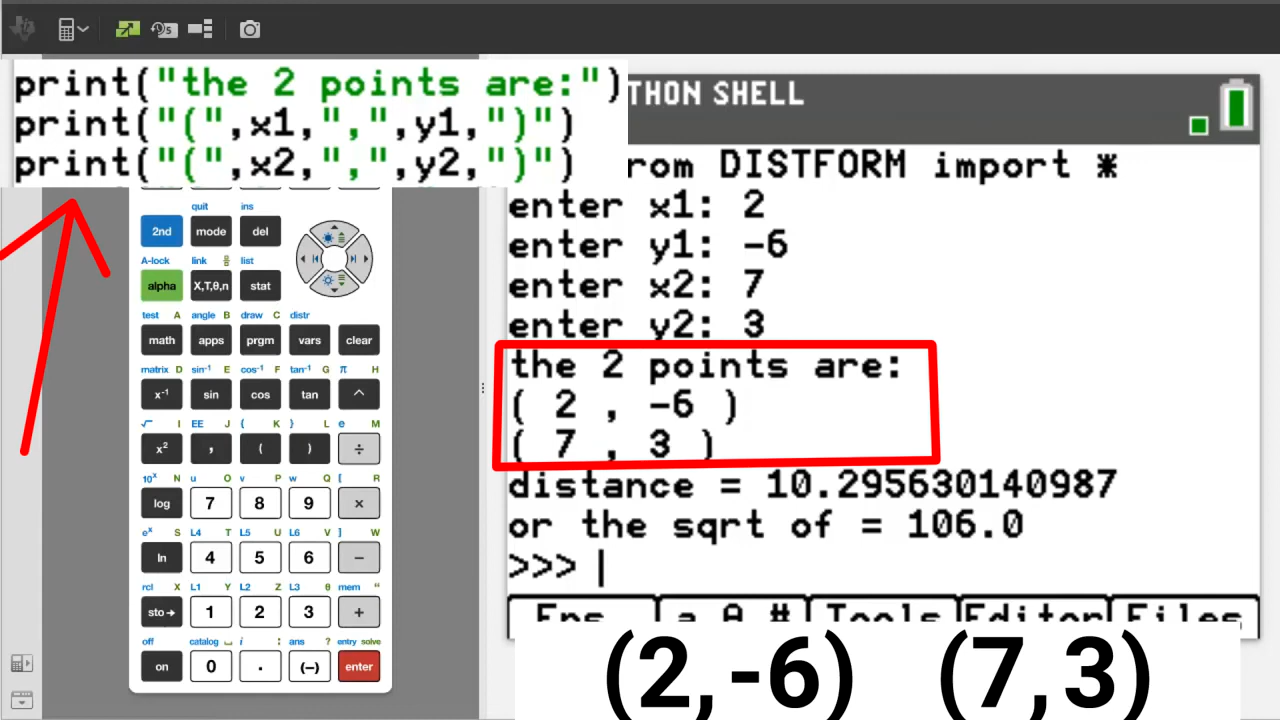 print("the 2 points are:")
print("(",x1,",",y1,")")
print("(",x2,",",y2,")")
THON SHELL
rom DISTFORM import *
enter x1: 2
enter y1: -6
enter x2: 7
enter y2: 3
the 2 points are:
( 2 , -6 )
( 7 , 3 )
distance = 10.295630140987
or the sqrt of = 106.0
>>>
Fns a A # Tools Editor Files
(2,-6) (7,3)
quit ins
2nd mode del
A-lock link list
alpha X,T,θ,n stat
test A angle B draw C distr
math apps prgm vars clear
matrix D sin⁻¹ E cos⁻¹ F tan⁻¹ G π H
x⁻¹ sin cos tan ^
√ I EE J { K } L e M
x² , ( ) ÷
10ˣ N u O v P w Q [ R
log 7 8 9 ×
eˣ S L4 T L5 U L6 V ] W
ln 4 5 6 −
rcl X L1 Y L2 Z L3 θ mem “
sto→ 1 2 3 +
off catalog ␣ i : ans ? entry solve
on 0 . (−) enter